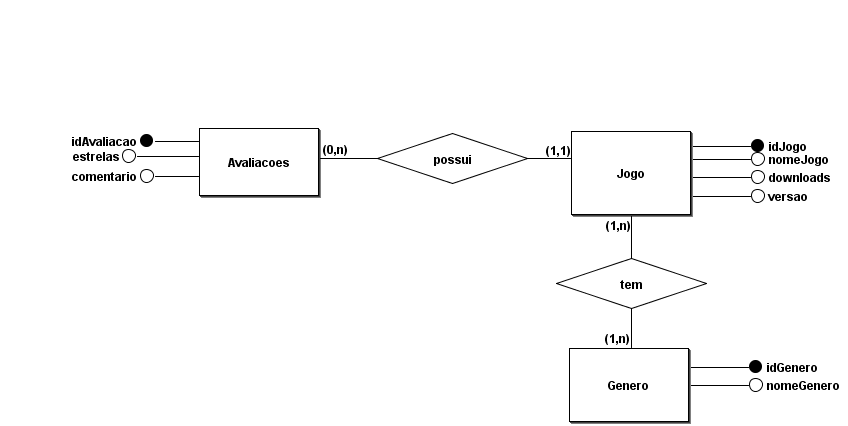 idAvaliacao
estrelas
comentario
Avaliacoes
(0,n)
possui
(1,1)
Jogo
idJogo
nomeJogo
downloads
versao
(1,n)
tem
(1,n)
Genero
idGenero
nomeGenero